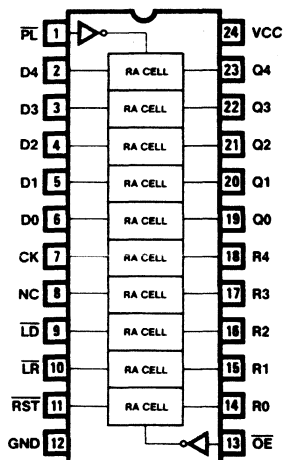 PL 1 24 VCC
D4 2 RA CELL 23 Q4
D3 3 RA CELL 22 Q3
D2 4 RA CELL 21 Q2
D1 5 RA CELL 20 Q1
D0 6 RA CELL 19 Q0
CK 7 RA CELL 18 R4
NC 8 RA CELL 17 R3
LD 9 RA CELL 16 R2
LR 10 RA CELL 15 R1
RST 11 RA CELL 14 R0
GND 12 13 OE